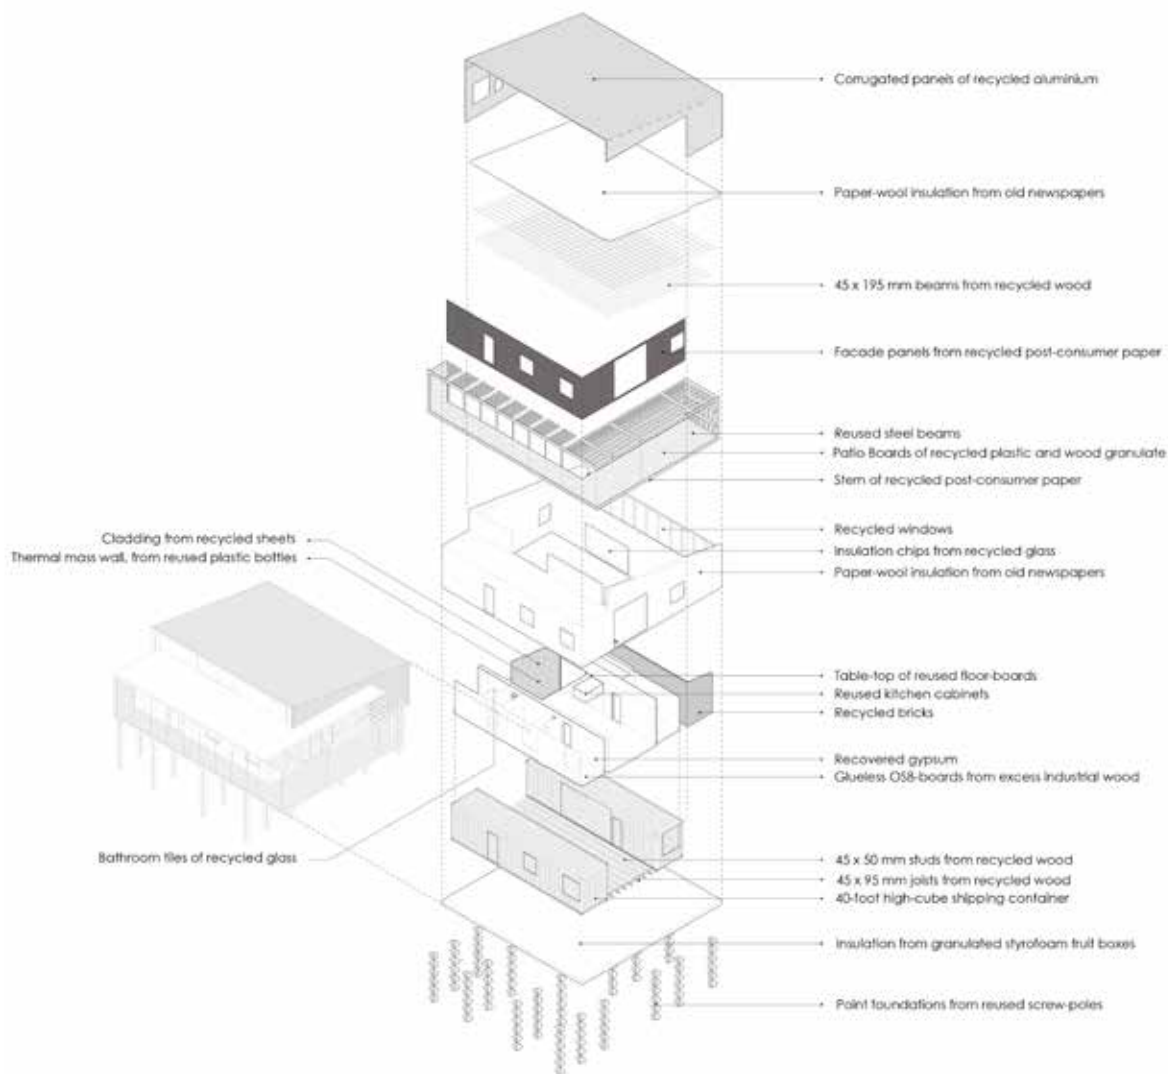 Corrugated panels of recycled aluminium
Paper-wool insulation from old newspapers
45 x 195 mm beams from recycled wood
Facade panels from recycled post-consumer paper
Reused steel beams
Patio Boards of recycled plastic and wood granulate
Stem of recycled post-consumer paper
Recycled windows
Cladding from recycled sheets
Insulation chips from recycled glass
Thermal mass wall, from reused plastic bottles
Paper-wool insulation from old newspapers
Table-top of reused floor-boards
Reused kitchen cabinets
Recycled bricks
Recovered gypsum
Glueless OSB-boards from excess industrial wood
Bathroom tiles of recycled glass
45 x 50 mm studs from recycled wood
45 x 95 mm joists from recycled wood
40-foot high-cube shipping container
Insulation from granulated styrofoam fruit boxes
Point foundations from reused screw-poles